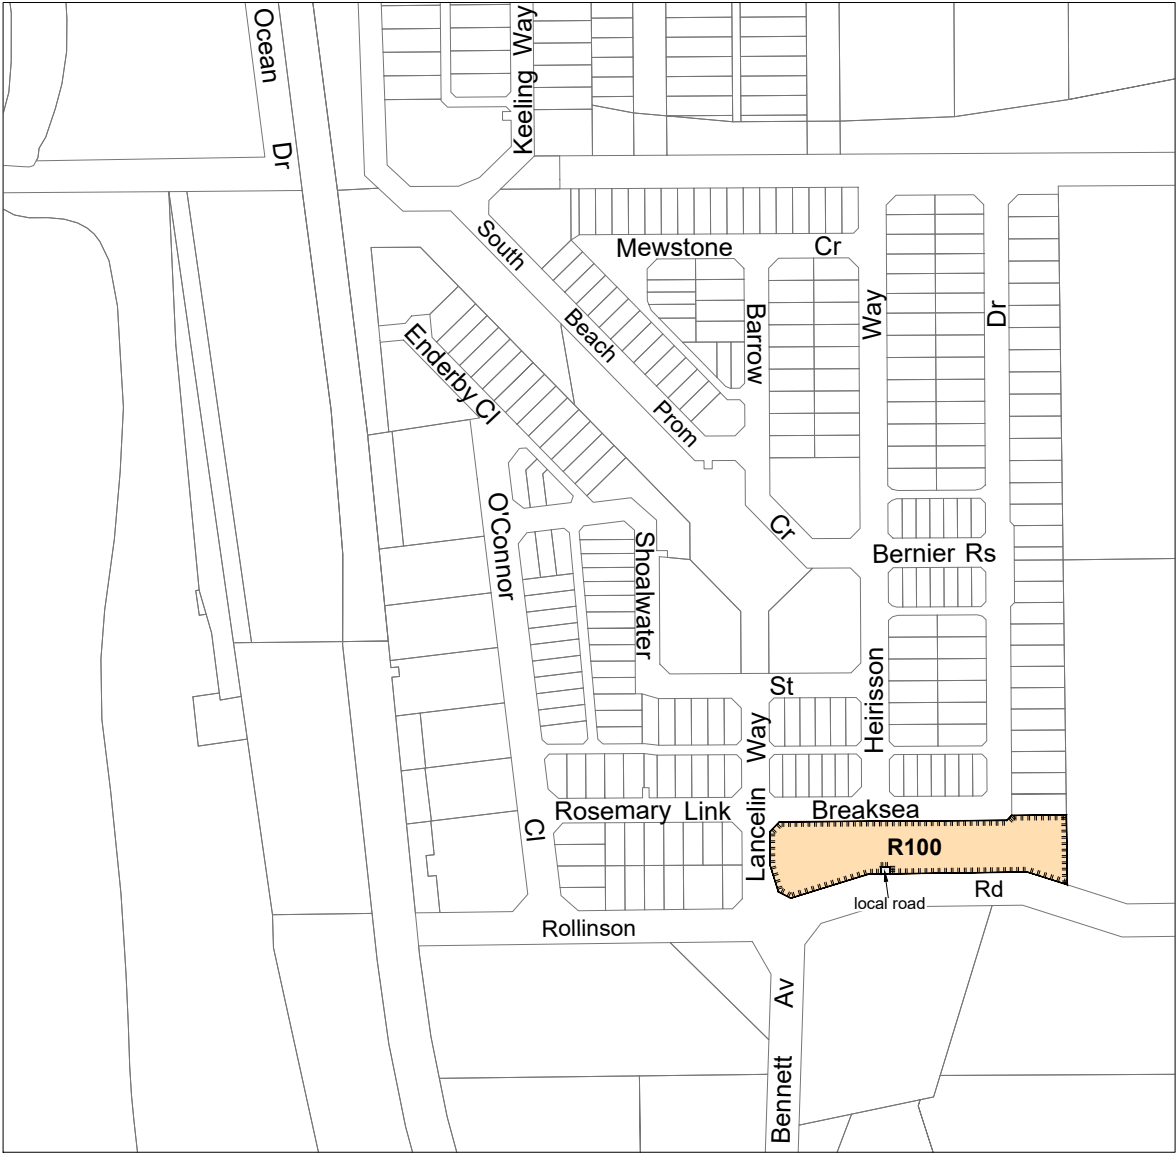 Ocean
Dr
Keeling Way
South
Beach
Prom
Mewstone
Cr
Barrow
Cr
Way
Dr
Enderby Cl
O'Connor
Cl
Shoalwater
St
Bernier Rs
Heirisson
Way
Lancelin
Rosemary Link
Breaksea
R100
local road
Rd
Rollinson
Av
Bennett